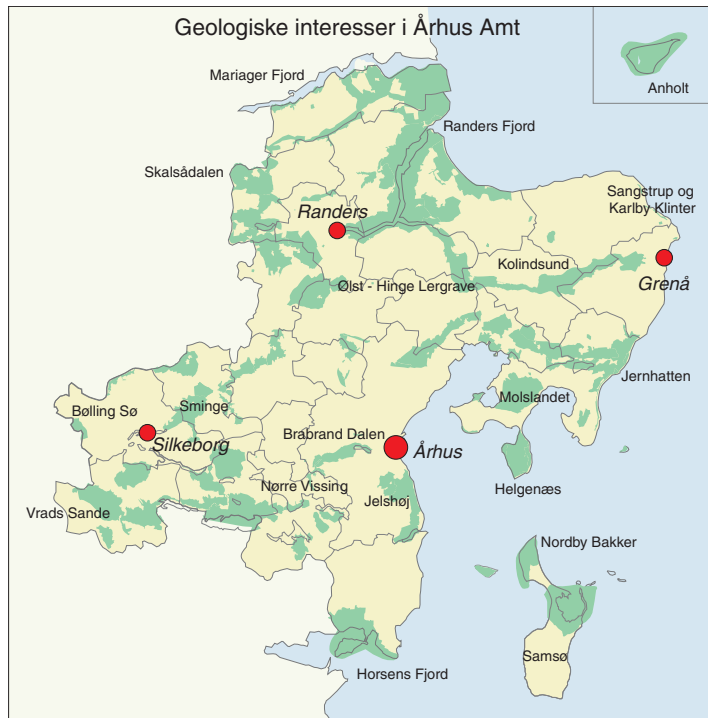 Geologiske interesser i Århus Amt
Mariager Fjord
Anholt
Randers Fjord
Skalsådalen
Sangstrup og
Karlby Klinter
Randers
Kolindsund
Grenå
Ølst - Hinge Lergrave
Jernhatten
Molslandet
Bølling Sø
Sminge
Silkeborg
Brabrand Dalen
Århus
Helgenæs
Nørre Vissing
Jelshøj
Vrads Sande
Nordby Bakker
Samsø
Horsens Fjord